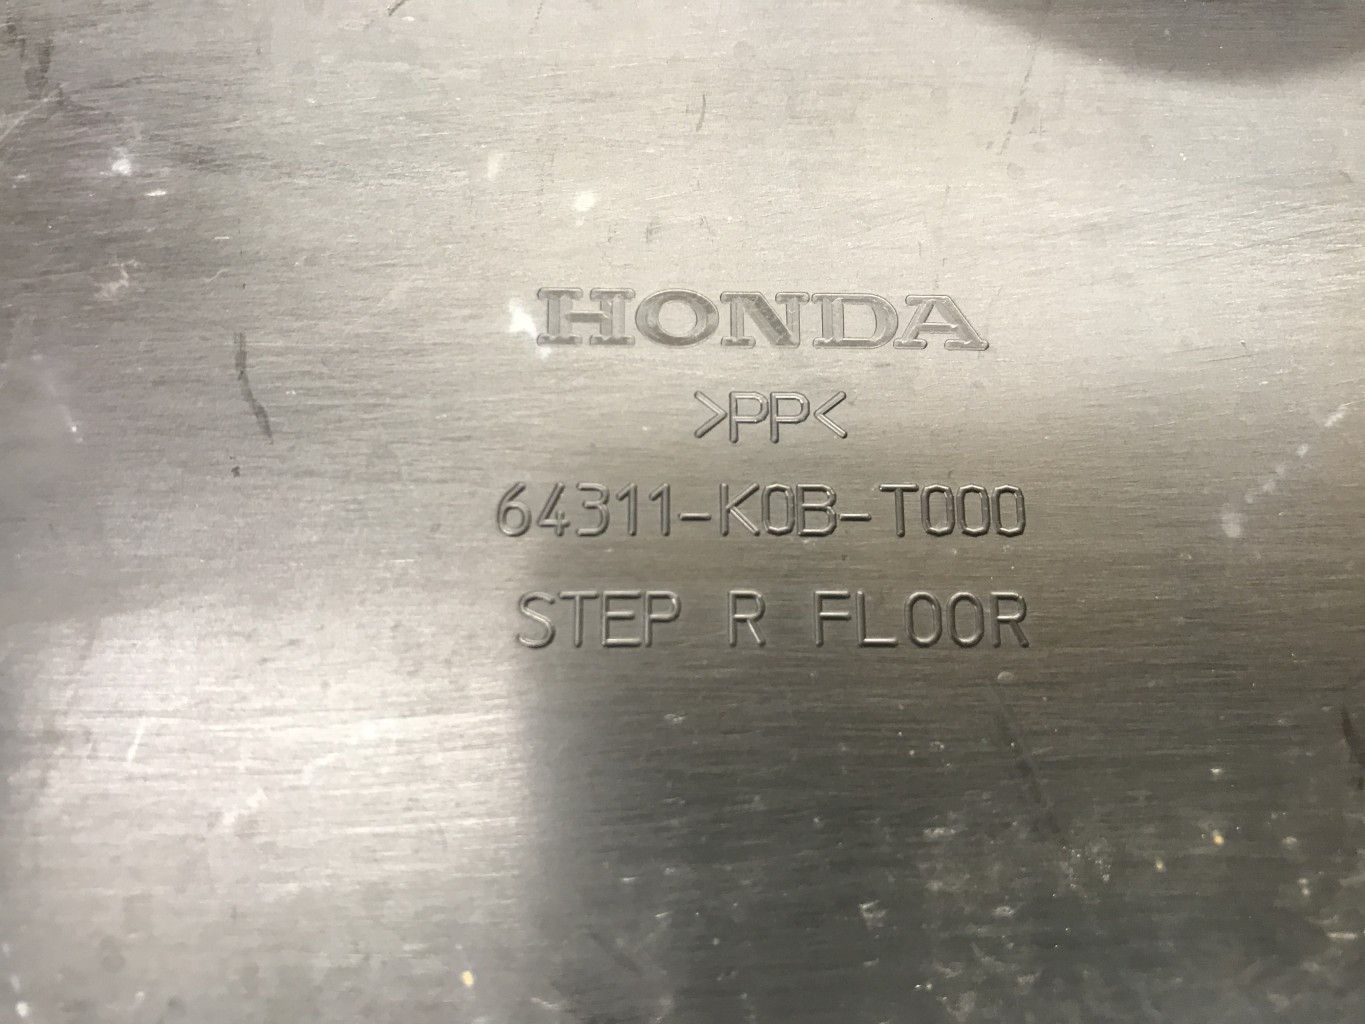 HONDA
>PP<
64311-K0B-T000
STEP R FLOOR